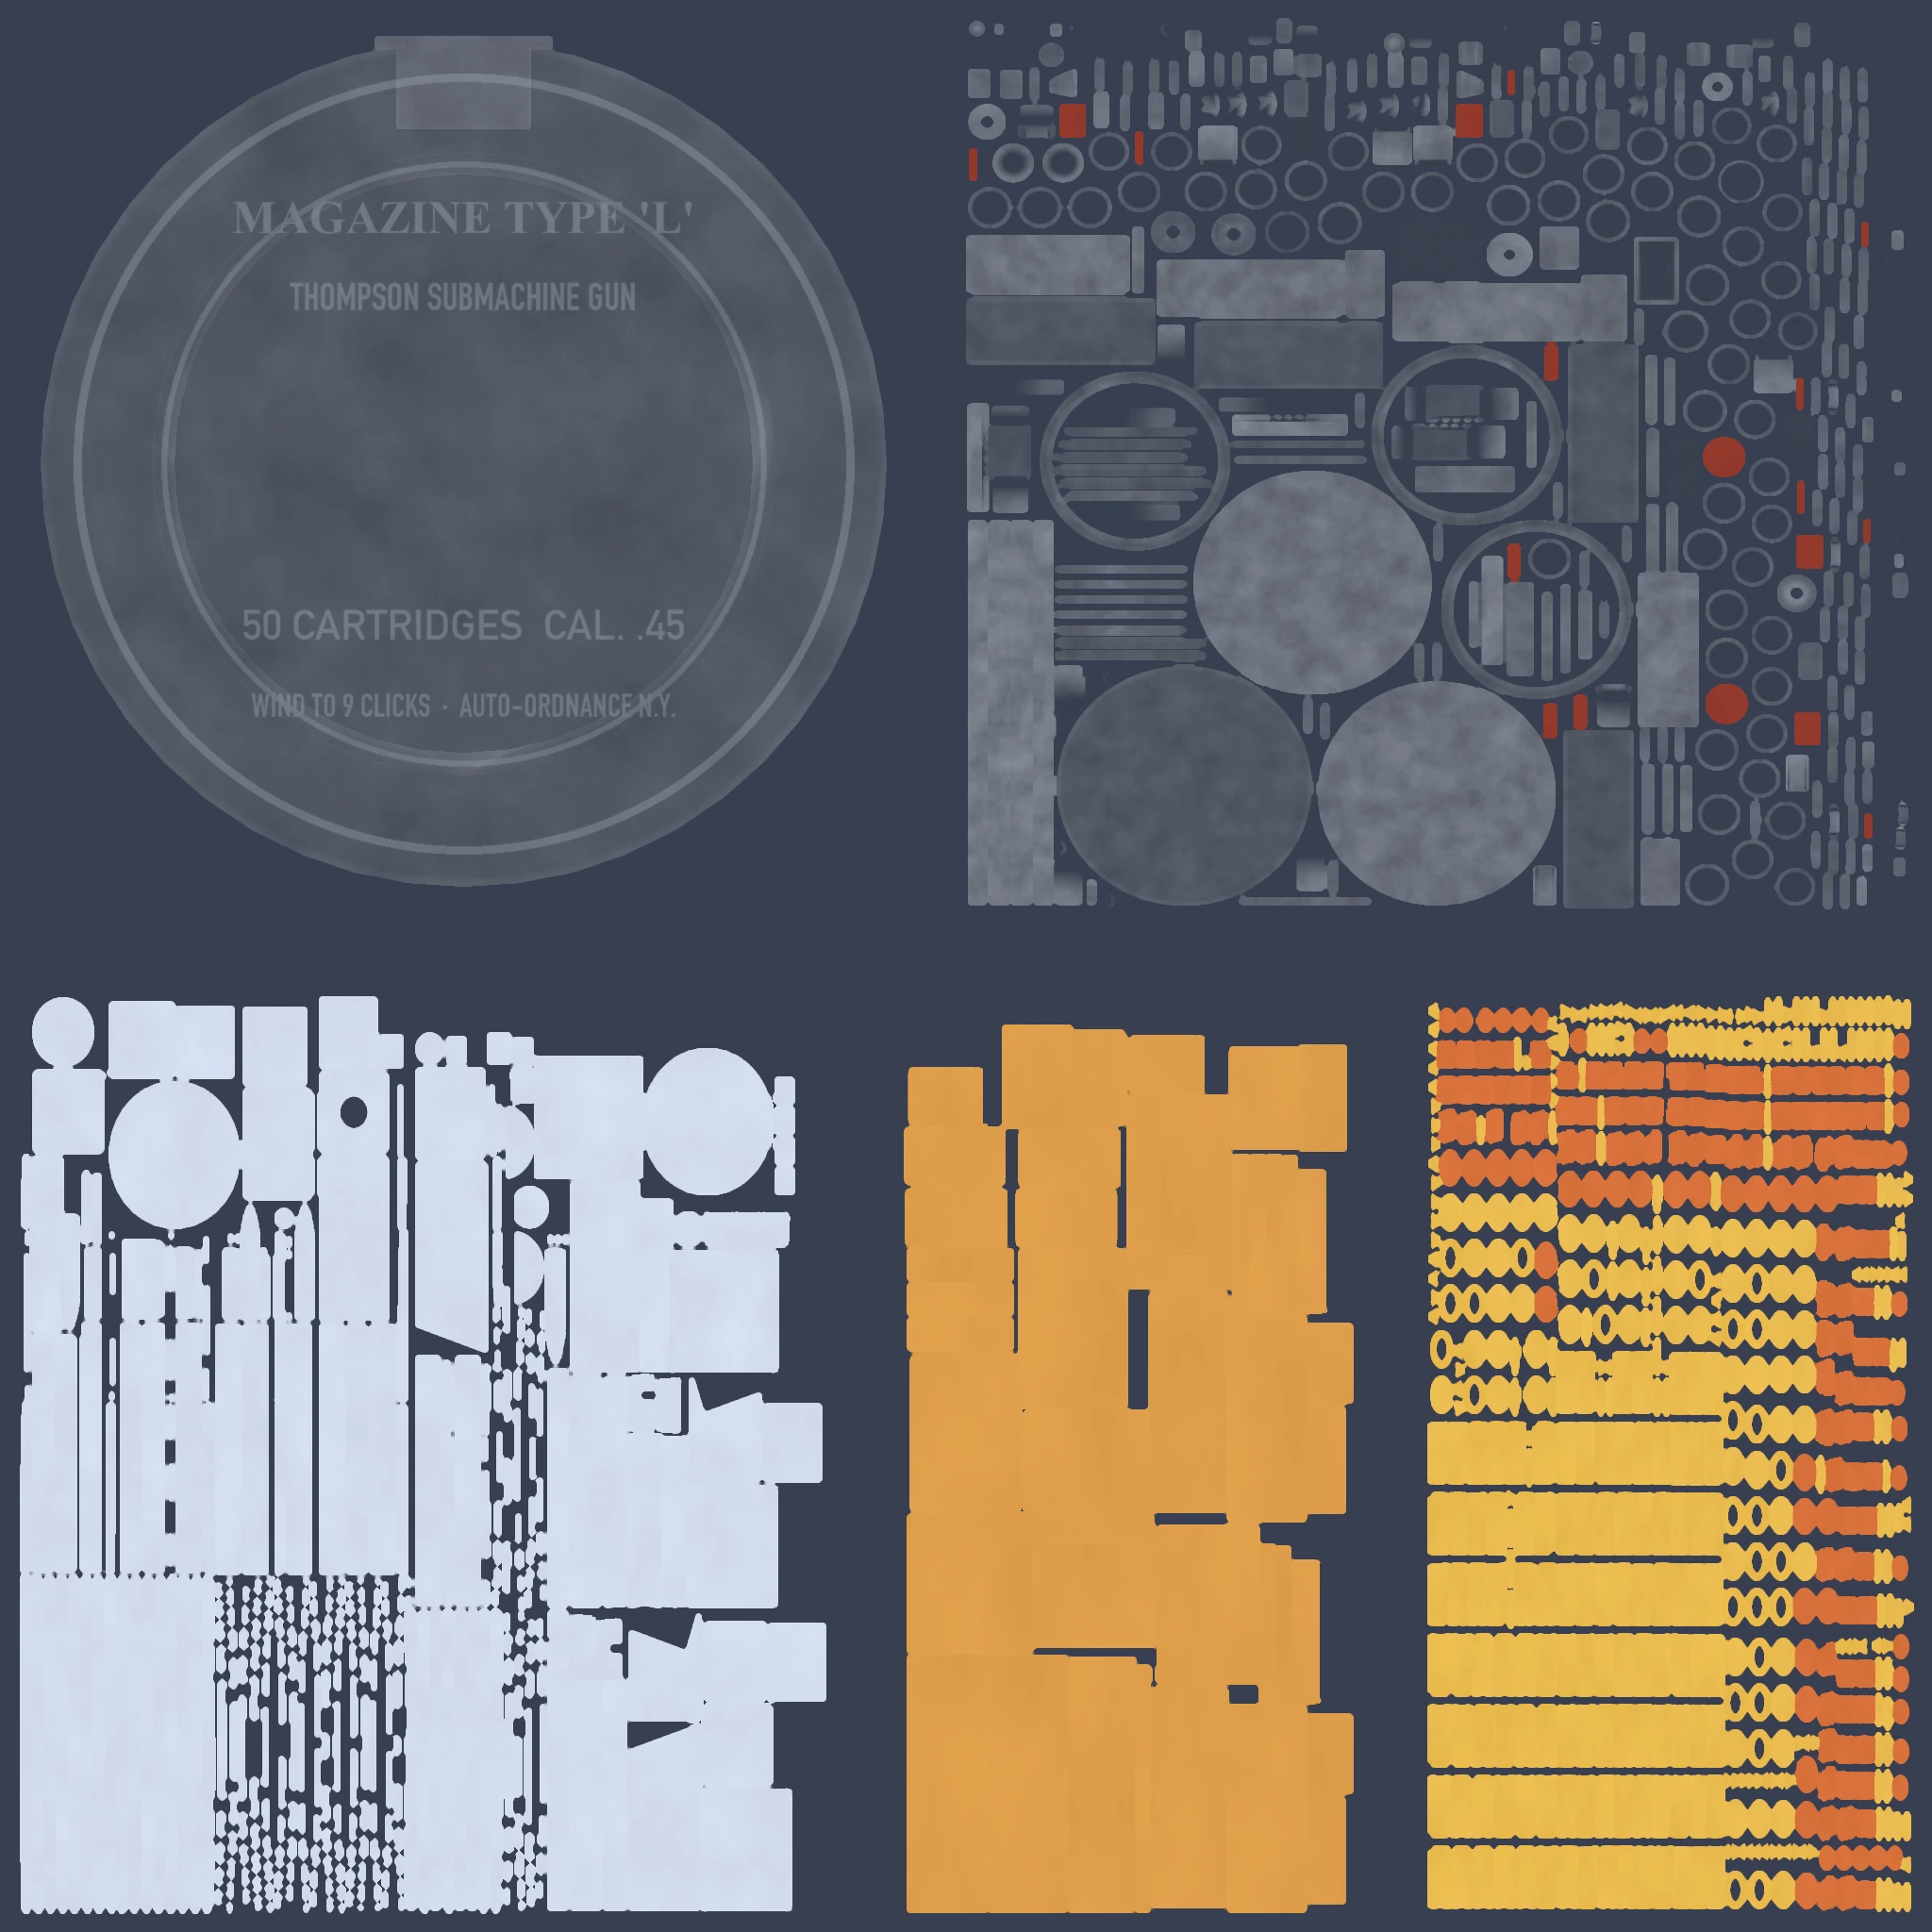 MAGAZINE TYPE 'L'
THOMPSON SUBMACHINE GUN
50 CARTRIDGES CAL. .45
WIND TO 9 CLICKS · AUTO-ORDNANCE N.Y.